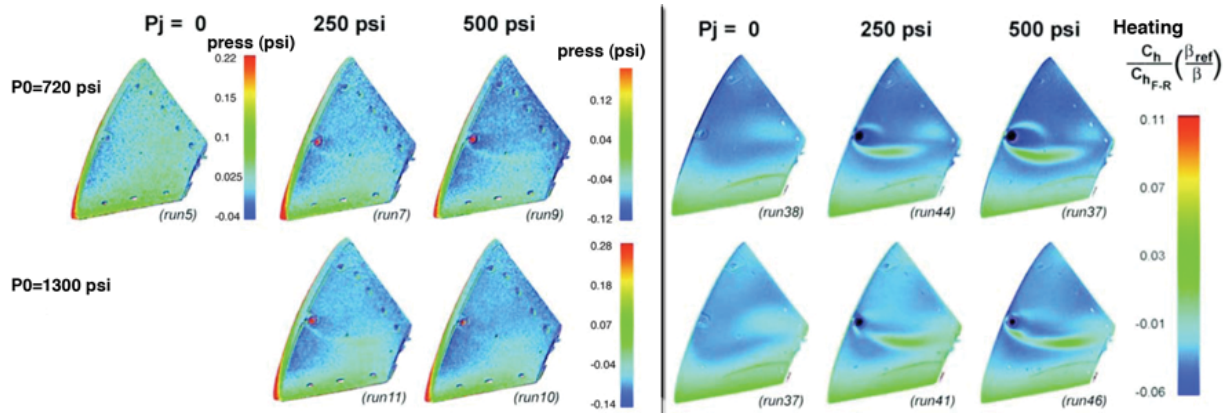 Pj = 0 250 psi 500 psi
press (psi) press (psi)
P0=720 psi
0.22
0.15
0.1
0.025
-0.04
0.12
0.04
-0.04
-0.12
(run5) (run7) (run9)
P0=1300 psi
0.28
0.18
0.07
-0.04
-0.14
(run11) (run10)
Pj = 0 250 psi 500 psi
Heating
C_h / C_h_F-R (β_ref / β)
0.11
0.07
0.03
-0.01
-0.06
(run38) (run44) (run37)
(run37) (run41) (run46)